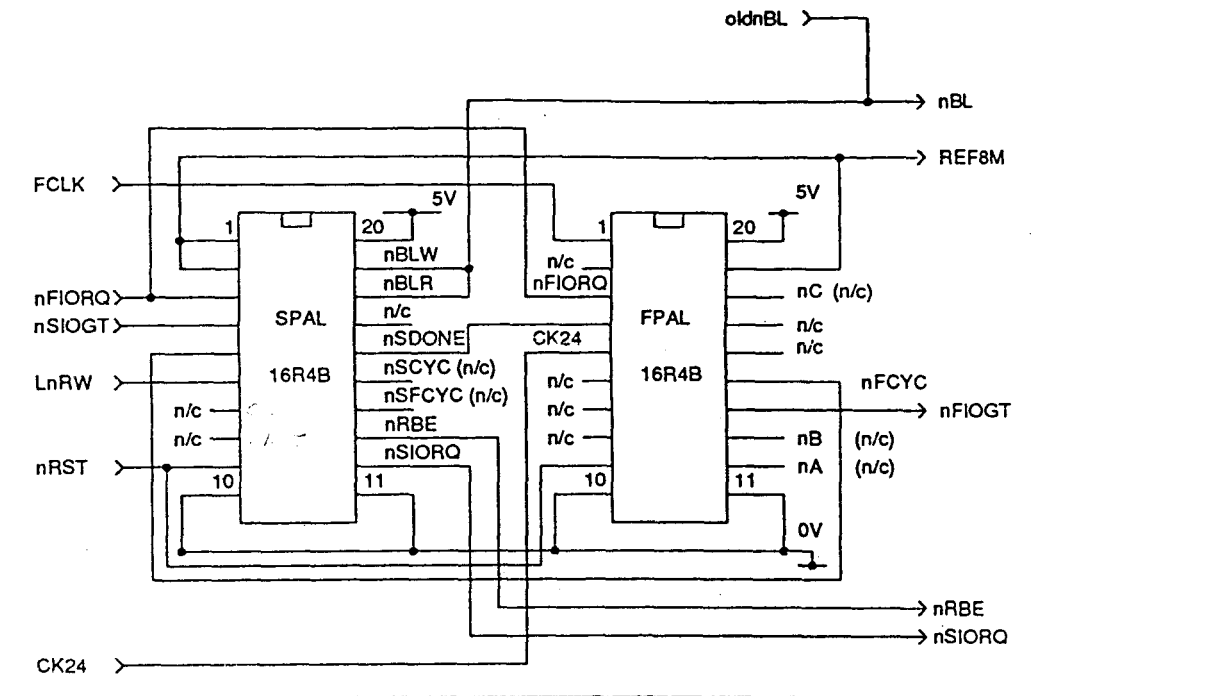 oldnBL
nBL
REF8M
FCLK
5V
5V
1
20
1
20
nBLW
n/c
nBLR
nFIORQ
nC (n/c)
nFIORQ
n/c
nSIOGT
SPAL
FPAL
n/c
nSDONE
CK24
n/c
nSCYC (n/c)
LnRW
16R4B
n/c
16R4B
nFCYC
nSFCYC (n/c)
n/c
n/c
nFIOGT
nRBE
n/c
n/c
nB (n/c)
nSIORQ
nRST
nA (n/c)
10
11
10
11
0V
nRBE
nSIORQ
CK24